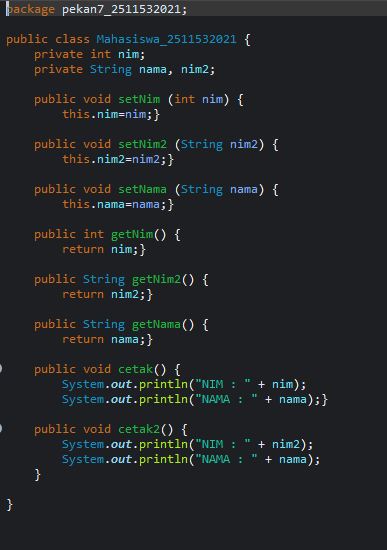 package pekan7_2511532021;
public class Mahasiswa_2511532021 {
private int nim;
private String nama, nim2;
public void setNim (int nim) {
this.nim=nim;}
public void setNim2 (String nim2) {
this.nim2=nim2;}
public void setNama (String nama) {
this.nama=nama;}
public int getNim() {
return nim;}
public String getNim2() {
return nim2;}
public String getNama() {
return nama;}
public void cetak() {
System.out.println("NIM : " + nim);
System.out.println("NAMA : " + nama);}
public void cetak2() {
System.out.println("NIM : " + nim2);
System.out.println("NAMA : " + nama);
}
}